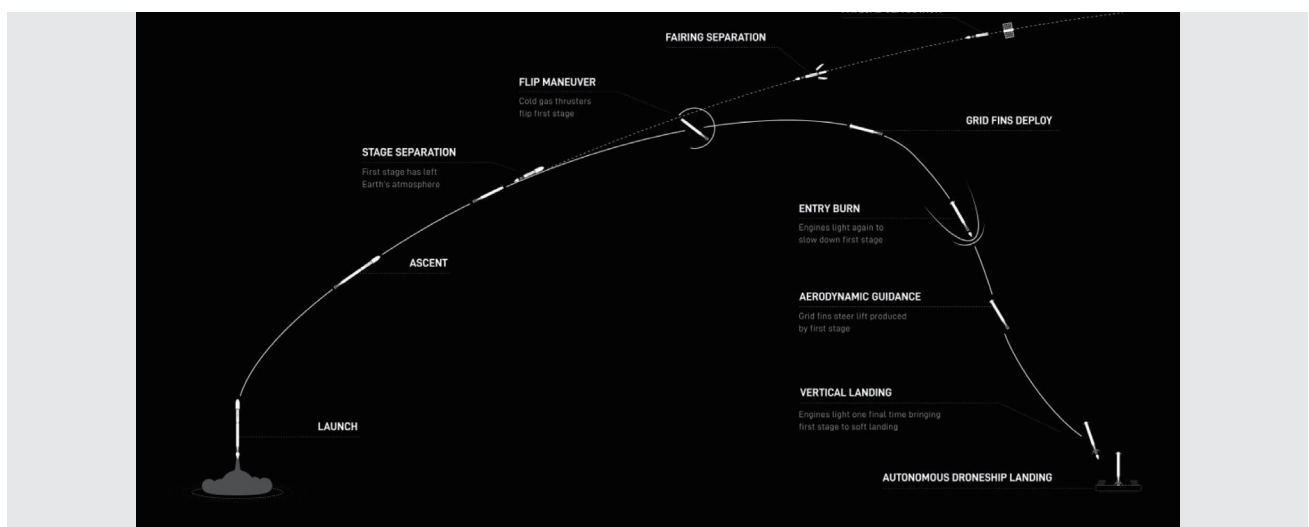 FAIRING SEPARATION
FLIP MANEUVER
Cold gas thrusters
flip first stage
GRID FINS DEPLOY
STAGE SEPARATION
First stage has left
Earth's atmosphere
ENTRY BURN
Engines light again to
slow down first stage
ASCENT
AERODYNAMIC GUIDANCE
Grid fins steer lift produced
by first stage
VERTICAL LANDING
Engines light one final time bringing
first stage to soft landing
LAUNCH
AUTONOMOUS DRONESHIP LANDING